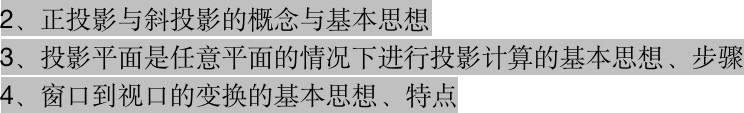 2、正投影与斜投影的概念与基本思想
3、投影平面是任意平面的情况下进行投影计算的基本思想、步骤
4、窗口到视口的变换的基本思想、特点